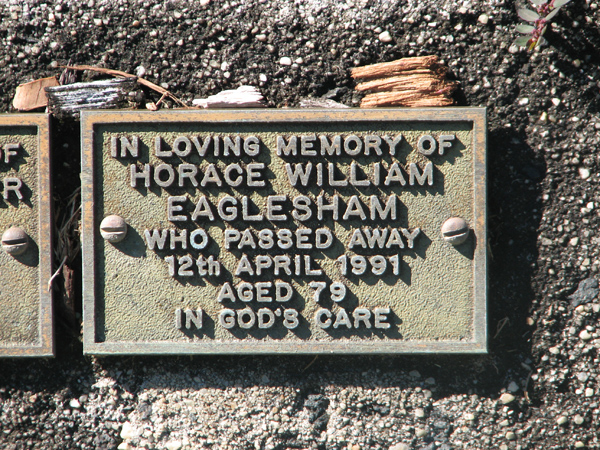 IN LOVING MEMORY OF
HORACE WILLIAM
EAGLESHAM
WHO PASSED AWAY
12th APRIL 1991
AGED 79
IN GOD'S CARE